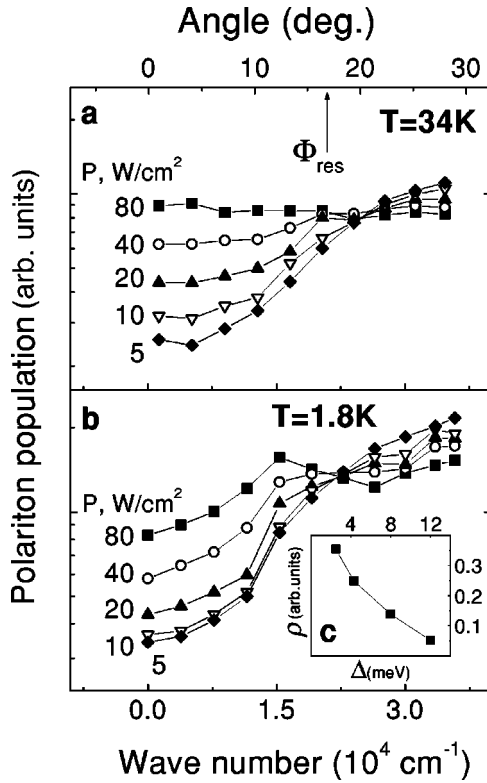 Angle (deg.)
0 10 20 30
a
T=34K
Φres
P, W/cm²
80
40
20
10
5
Polariton population (arb. units)
b
T=1.8K
P, W/cm²
80
40
20
10
5
4 8 12
0.3
0.2
0.1
ρ (arb.units)
c
Δ(meV)
0.0 1.5 3.0
Wave number (10⁴ cm⁻¹)